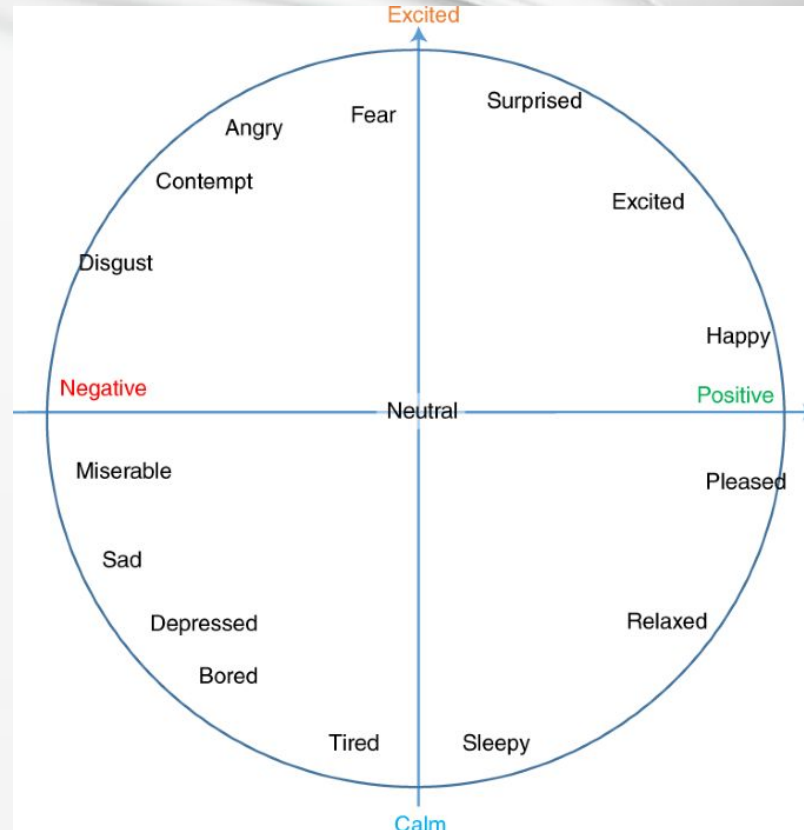 Excited
Surprised
Fear
Angry
Contempt
Excited
Disgust
Happy
Negative
Positive
Neutral
Miserable
Pleased
Sad
Depressed
Relaxed
Bored
Tired
Sleepy
Calm